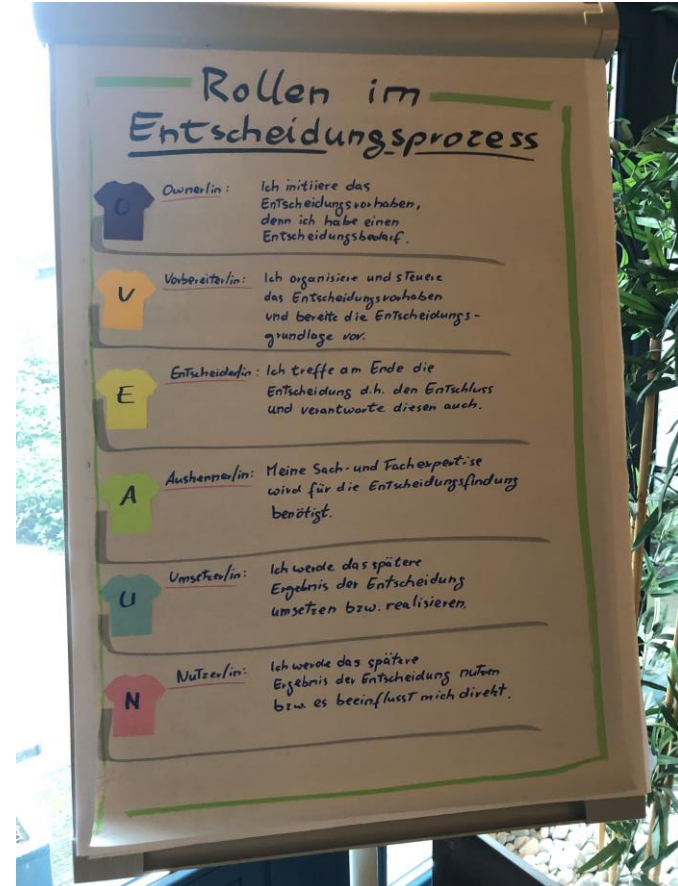 Rollen im
Entscheidungsprozess
O
Owner/in: Ich initiiere das
Entscheidungsvorhaben,
denn ich habe einen
Entscheidungsbedarf.
V
Vorbereiter/in: Ich organisiere und steuere
das Entscheidungsvorhaben
und bereite die Entscheidungs-
grundlage vor.
E
Entscheider/in: Ich treffe am Ende die
Entscheidung d.h. den Entschluss
und verantworte diesen auch.
A
Auskenner/in: Meine Sach- und Fachexpertise
wird für die Entscheidungsfindung
benötigt.
U
Umsetzer/in: Ich werde das spätere
Ergebnis der Entscheidung
umsetzen bzw. realisieren.
N
Nutzer/in: Ich werde das spätere
Ergebnis der Entscheidung nutzen
bzw. es beeinflusst mich direkt.